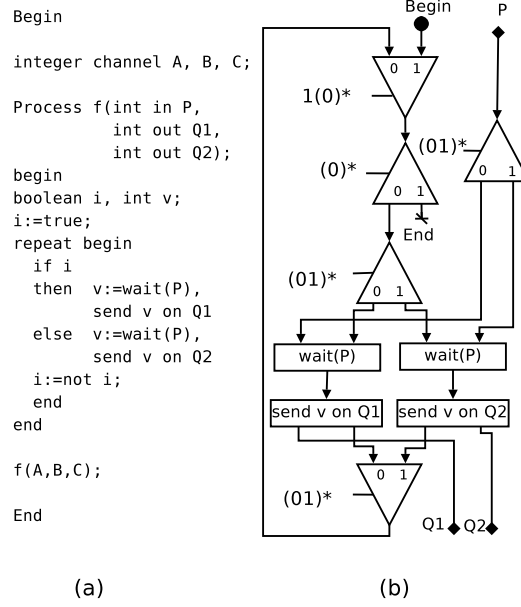 Begin
integer channel A, B, C;
Process f(int in P,
int out Q1,
int out Q2);
begin
boolean i, int v;
i:=true;
repeat begin
if i
then v:=wait(P),
send v on Q1
else v:=wait(P),
send v on Q2
i:=not i;
end
end
f(A,B,C);
End
(a)
Begin
P
0 1
1(0)*
(0)*
0 1
End
(01)*
0 1
(01)*
0 1
wait(P)
wait(P)
send v on Q1
send v on Q2
0 1
(01)*
Q1
Q2
(b)